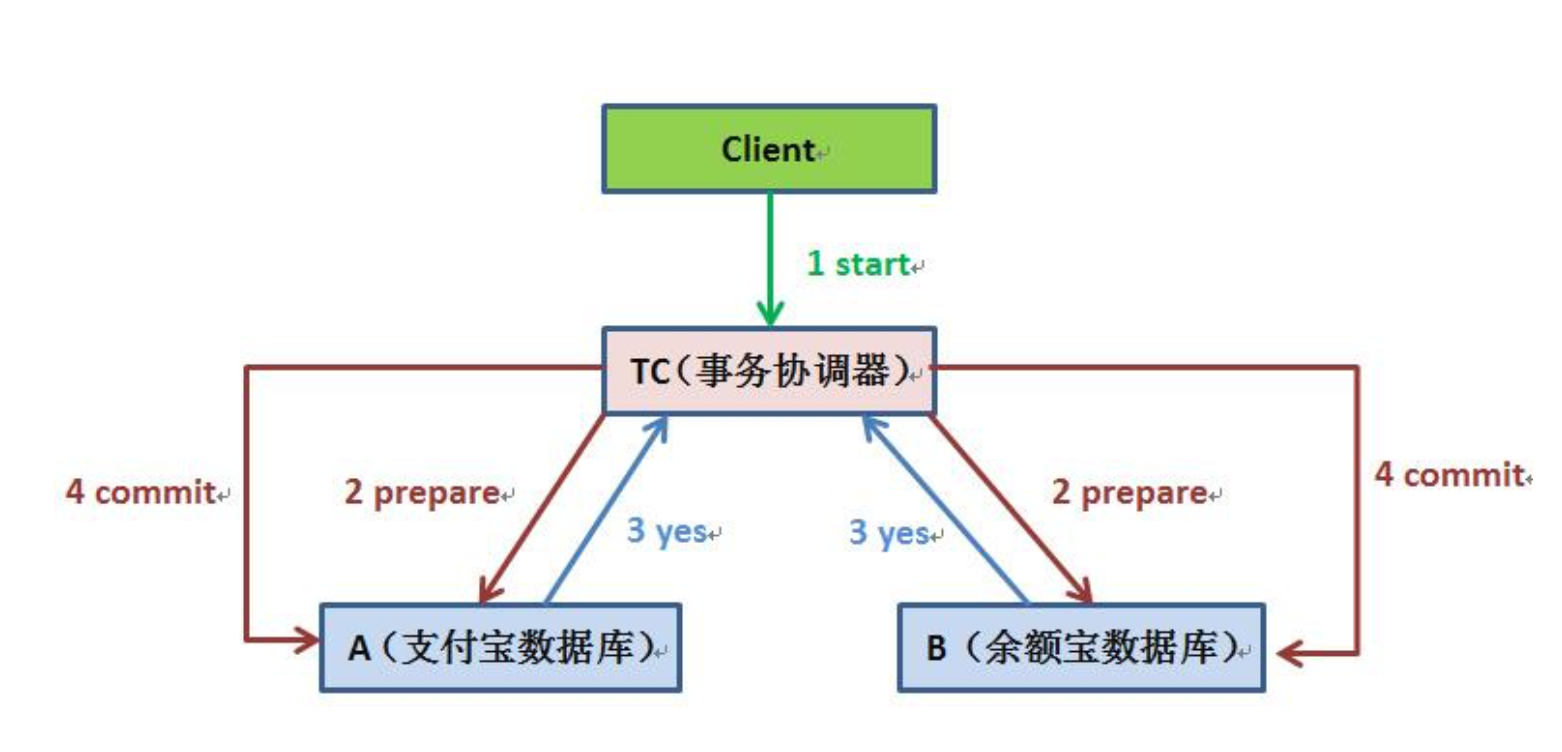 Client
1 start
TC（事务协调器）
4 commit
2 prepare
3 yes
3 yes
2 prepare
4 commit
A（支付宝数据库）
B（余额宝数据库）